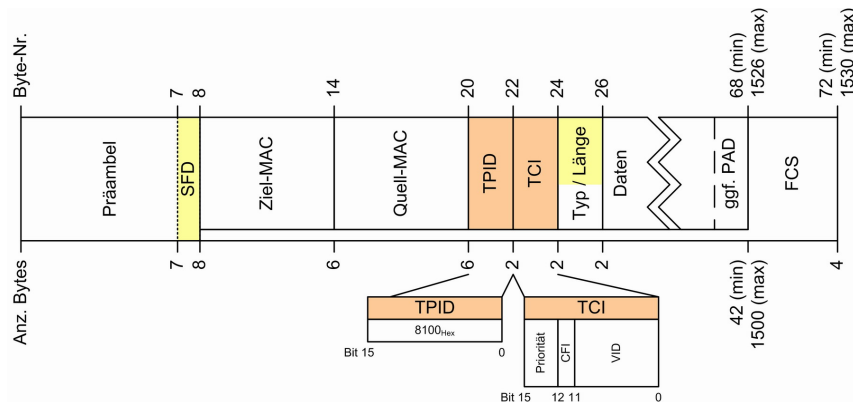 Byte-Nr.
7
8
14
20
22
24
26
68 (min)
1526 (max)
72 (min)
1530 (max)
Präambel
SFD
Ziel-MAC
Quell-MAC
TPID
TCI
Typ / Länge
Daten
ggf. PAD
FCS
Anz. Bytes
7
8
6
6
2
2
2
42 (min)
1500 (max)
4
TPID
8100Hex
Bit 15
0
TCI
Priorität
CFI
VID
Bit 15
12
11
0